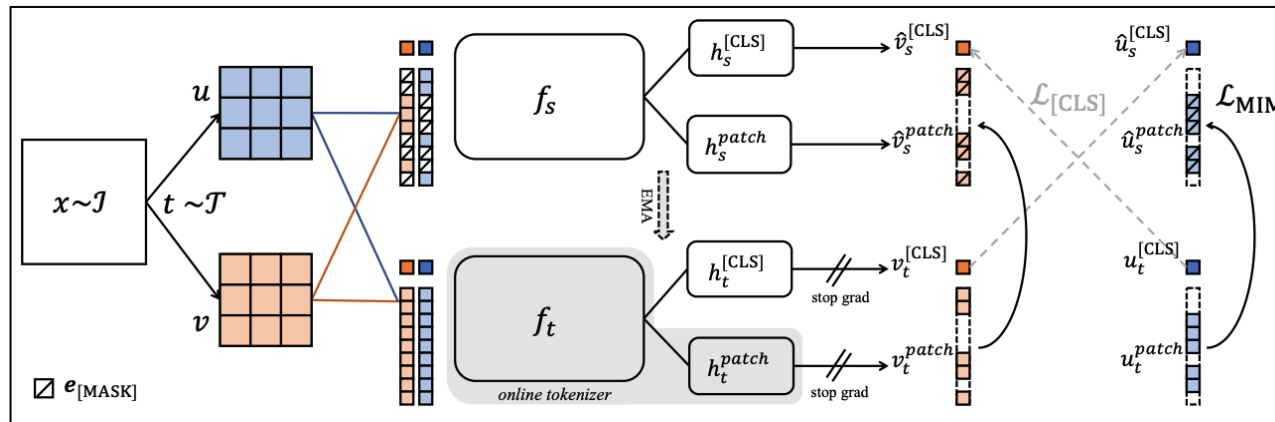 u
x~𝒥
t ~𝒯
v
e[MASK]
f_s
h_s^[CLS]
h_s^patch
EMA
f_t
h_t^[CLS]
h_t^patch
online tokenizer
stop grad
stop grad
v̂_s^[CLS]
v̂_s^patch
v_t^[CLS]
v_t^patch
û_s^[CLS]
ℒ_[CLS]
ℒ_MIM
û_s^patch
u_t^[CLS]
u_t^patch